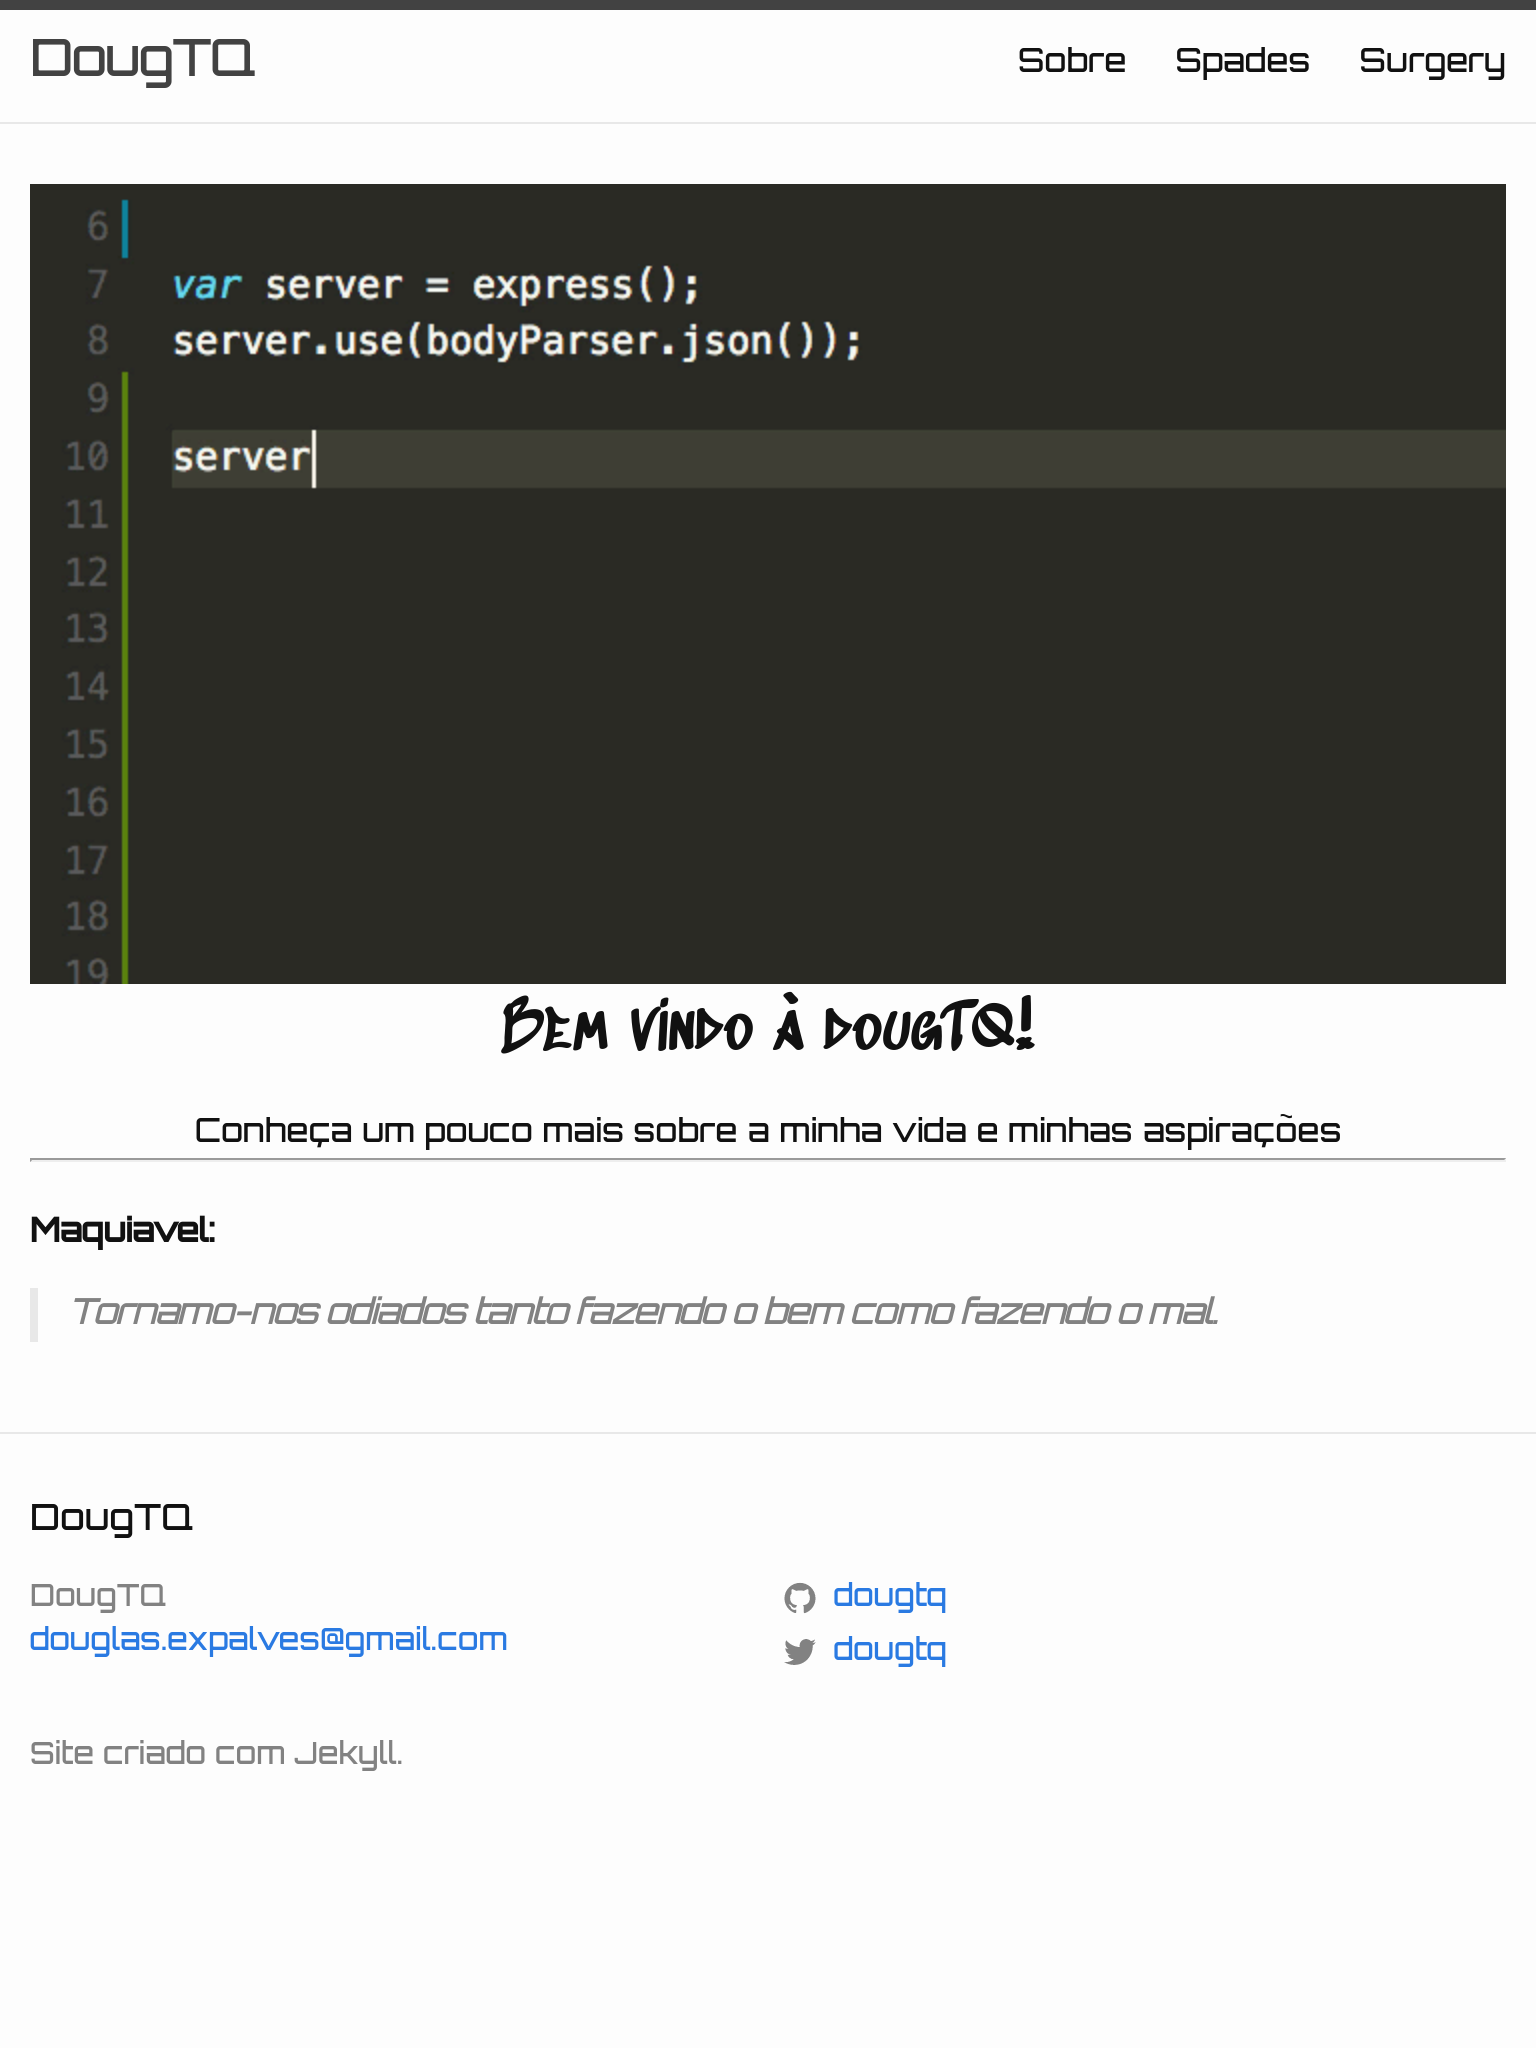 DougTQ
Sobre Spades Surgery
6
7 var server = express();
8 server.use(bodyParser.json());
9
10 server
11
12
13
14
15
16
17
18
19
Bem vindo à dougTQ!
Conheça um pouco mais sobre a minha vida e minhas aspirações
Maquiavel:
Tornamo-nos odiados tanto fazendo o bem como fazendo o mal.
DougTQ
DougTQ
douglas.expalves@gmail.com
dougtq
dougtq
Site criado com Jekyll.